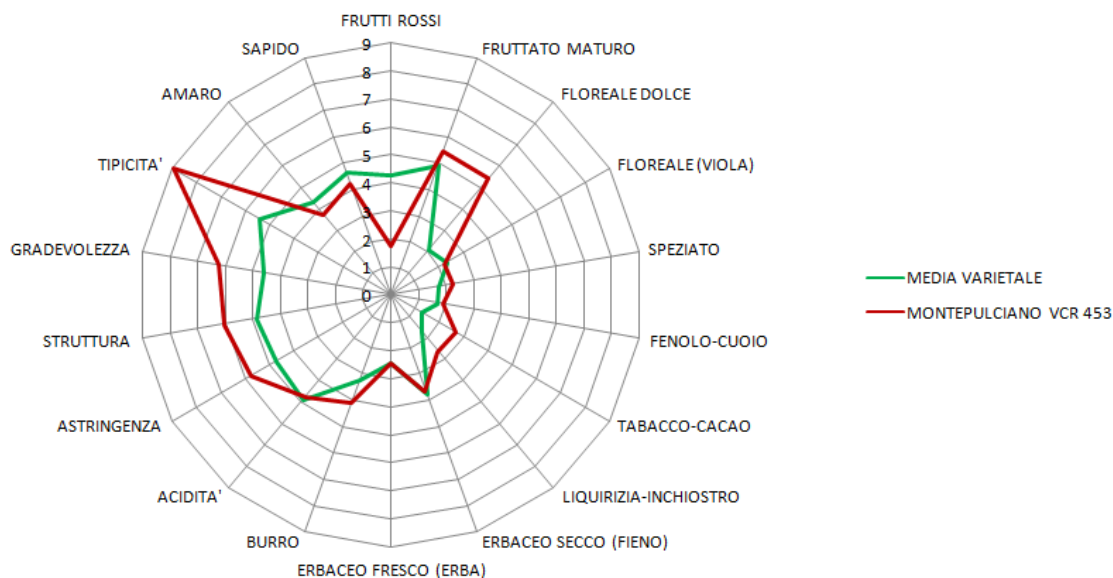 FRUTTI ROSSI
SAPIDO
FRUTTATO MATURO
AMARO
FLOREALE DOLCE
TIPICITA'
FLOREALE (VIOLA)
GRADEVOLEZZA
SPEZIATO
STRUTTURA
FENOLO-CUOIO
ASTRINGENZA
TABACCO-CACAO
ACIDITA'
LIQUIRIZIA-INCHIOSTRO
BURRO
ERBACEO SECCO (FIENO)
ERBACEO FRESCO (ERBA)
9
8
7
6
5
4
3
2
1
0
MEDIA VARIETALE
MONTEPULCIANO VCR 453